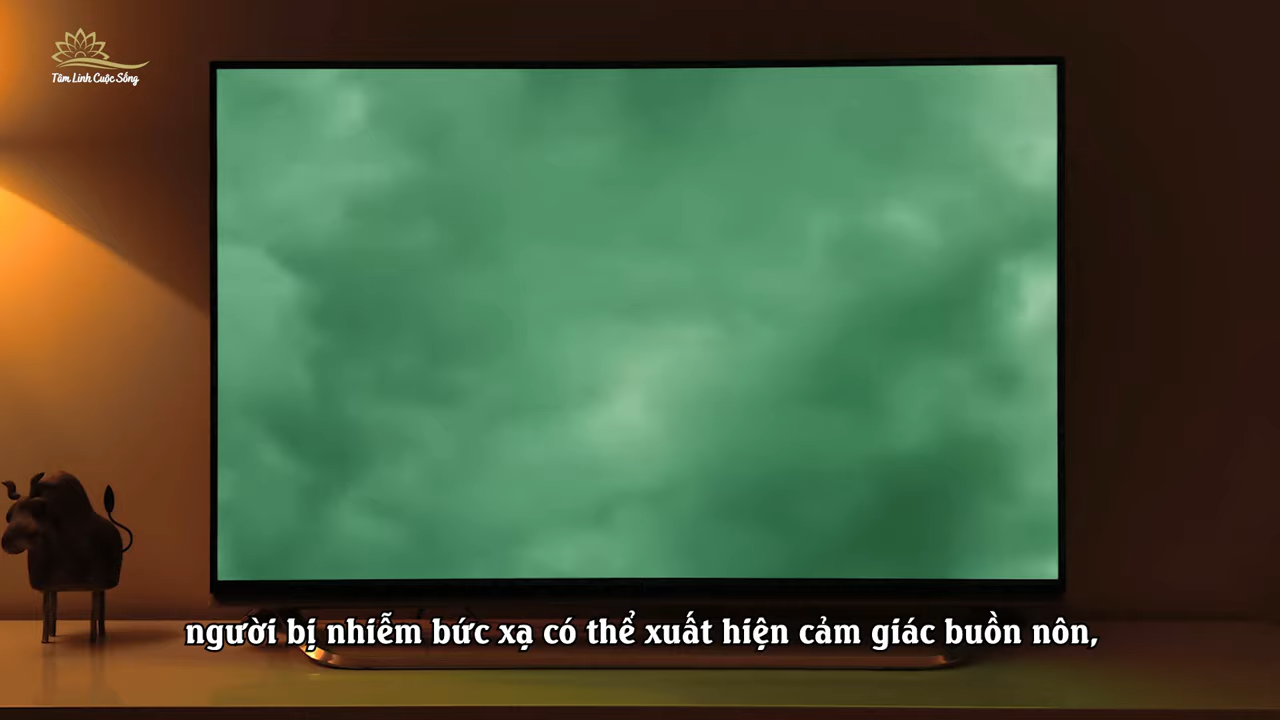 Tâm Linh Cuộc Sống
người bị nhiễm bức xạ có thể xuất hiện cảm giác buồn nôn,